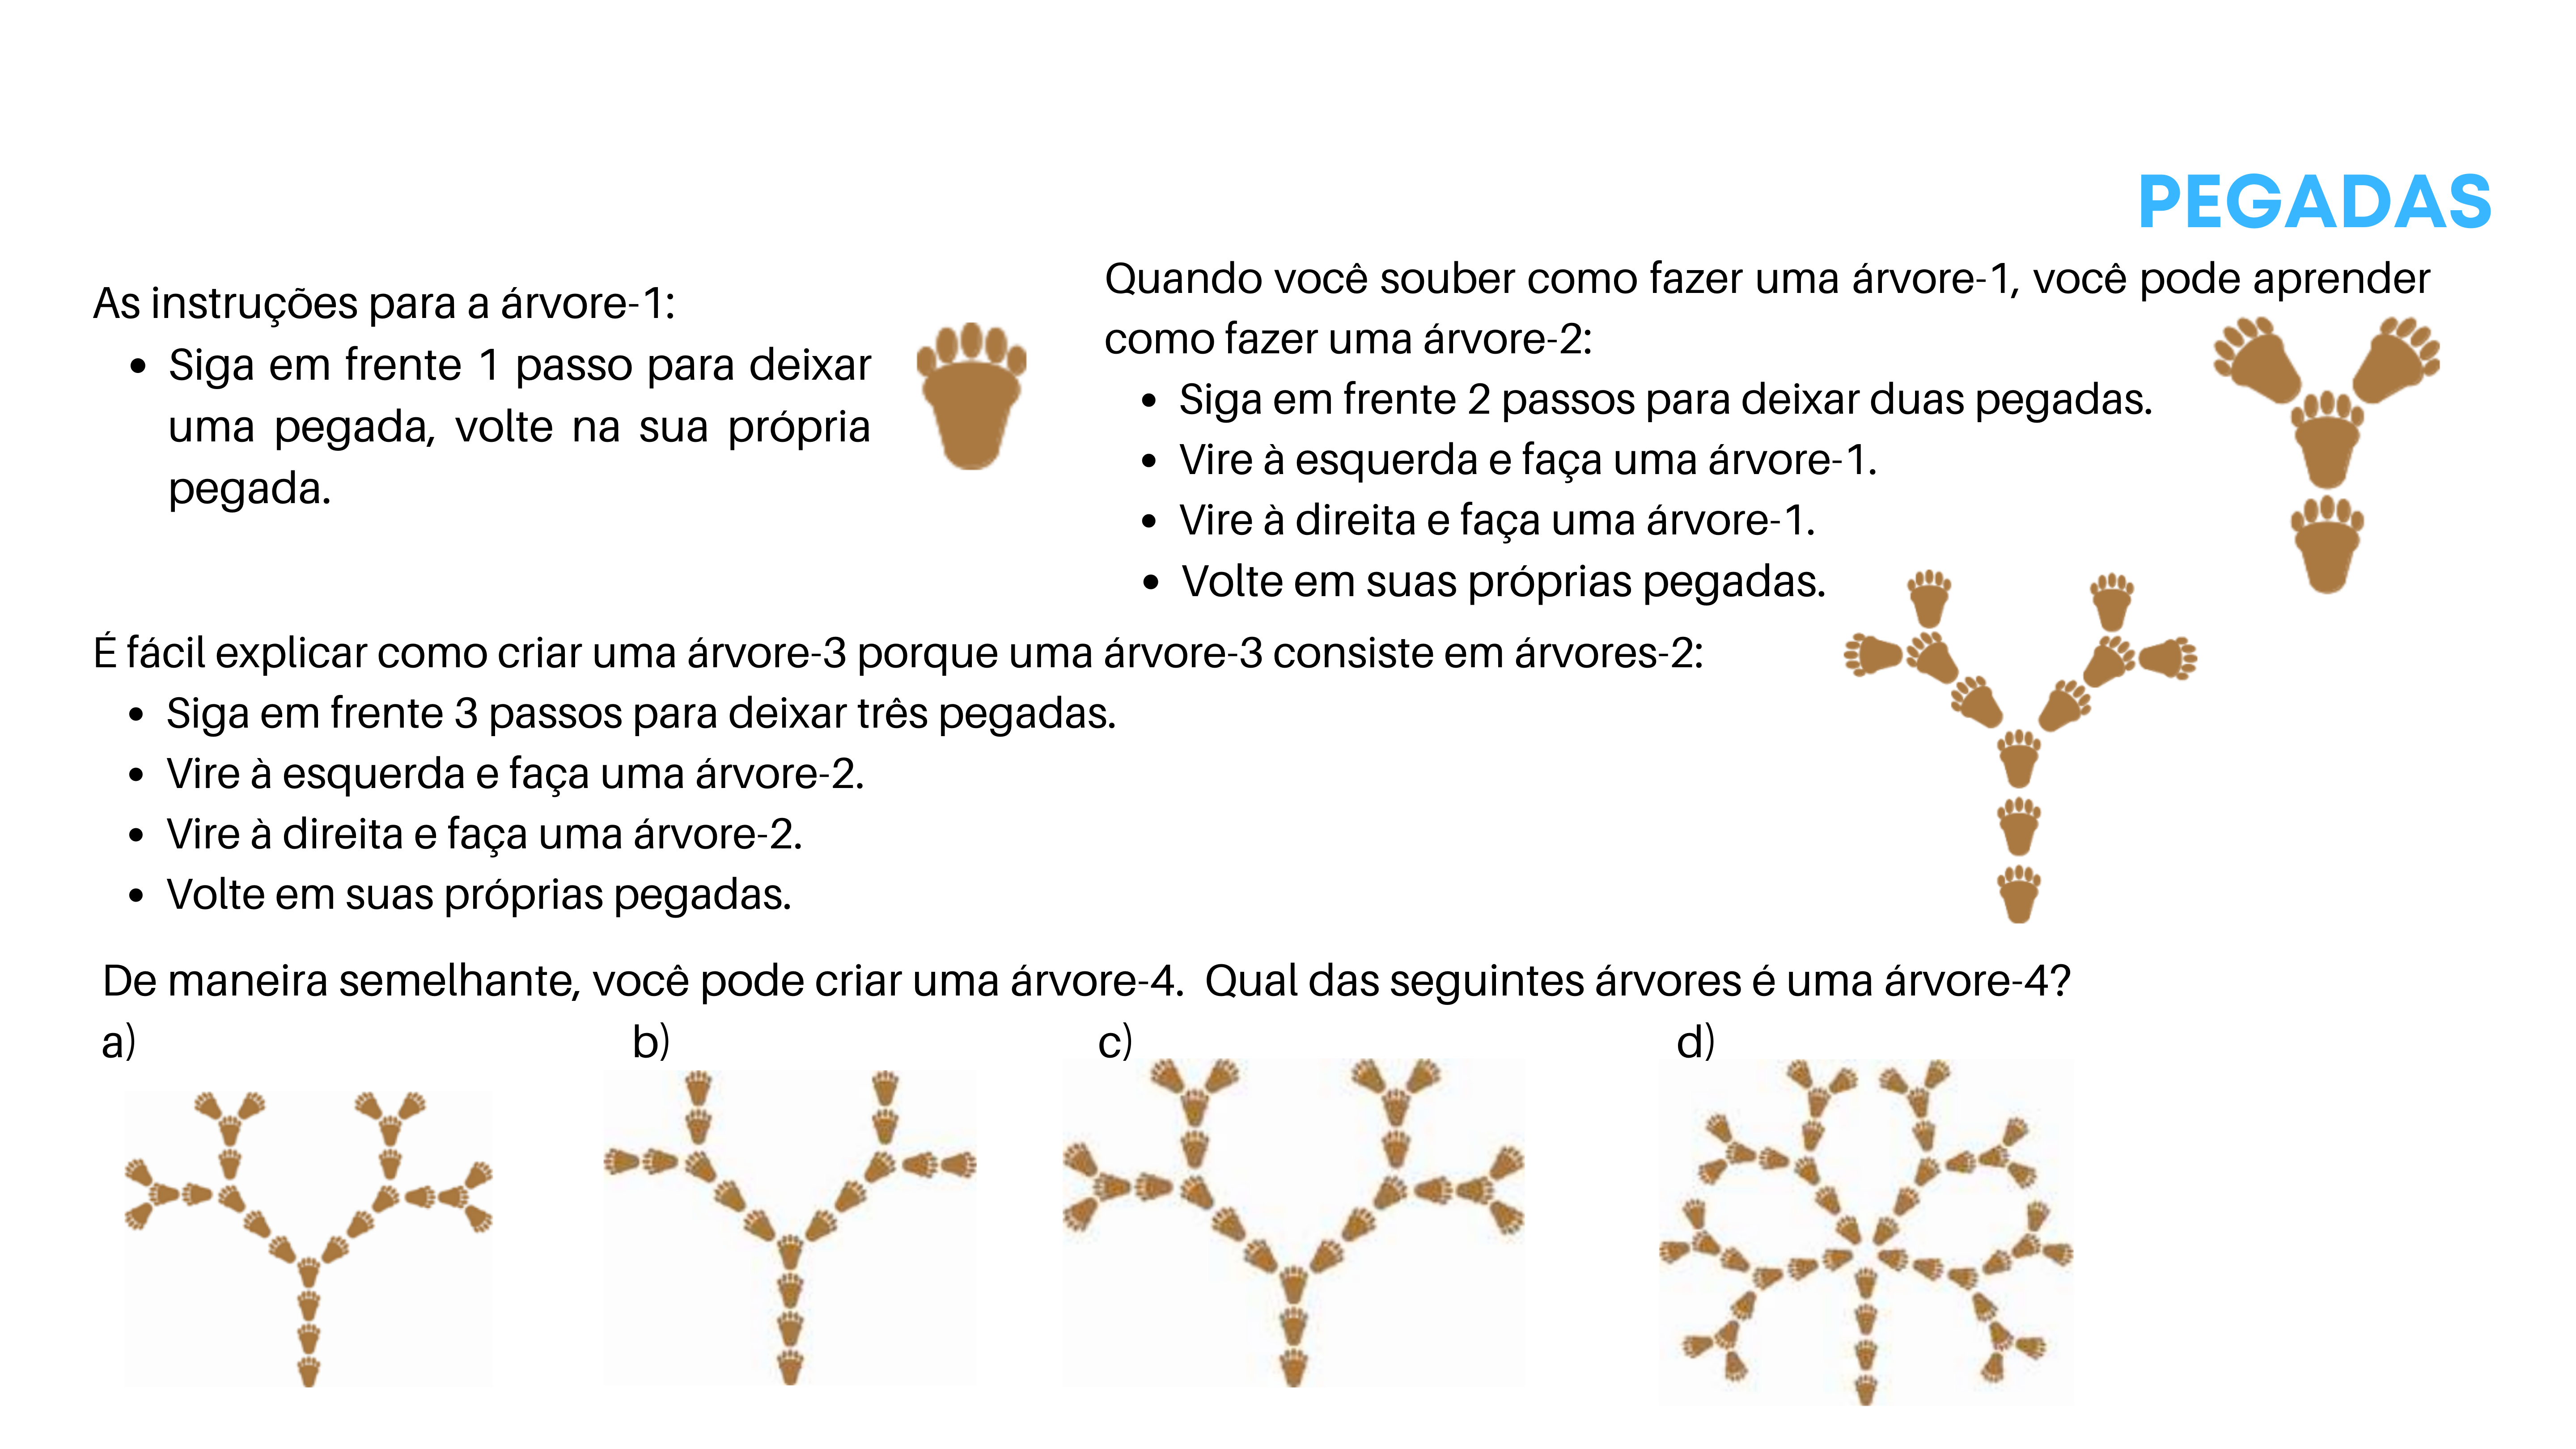 PEGADAS
As instruções para a árvore-1:
• Siga em frente 1 passo para deixar
uma pegada, volte na sua própria
pegada.
Quando você souber como fazer uma árvore-1, você pode aprender
como fazer uma árvore-2:
• Siga em frente 2 passos para deixar duas pegadas.
• Vire à esquerda e faça uma árvore-1.
• Vire à direita e faça uma árvore-1.
• Volte em suas próprias pegadas.
É fácil explicar como criar uma árvore-3 porque uma árvore-3 consiste em árvores-2:
• Siga em frente 3 passos para deixar três pegadas.
• Vire à esquerda e faça uma árvore-2.
• Vire à direita e faça uma árvore-2.
• Volte em suas próprias pegadas.
De maneira semelhante, você pode criar uma árvore-4. Qual das seguintes árvores é uma árvore-4?
a) b) c) d)